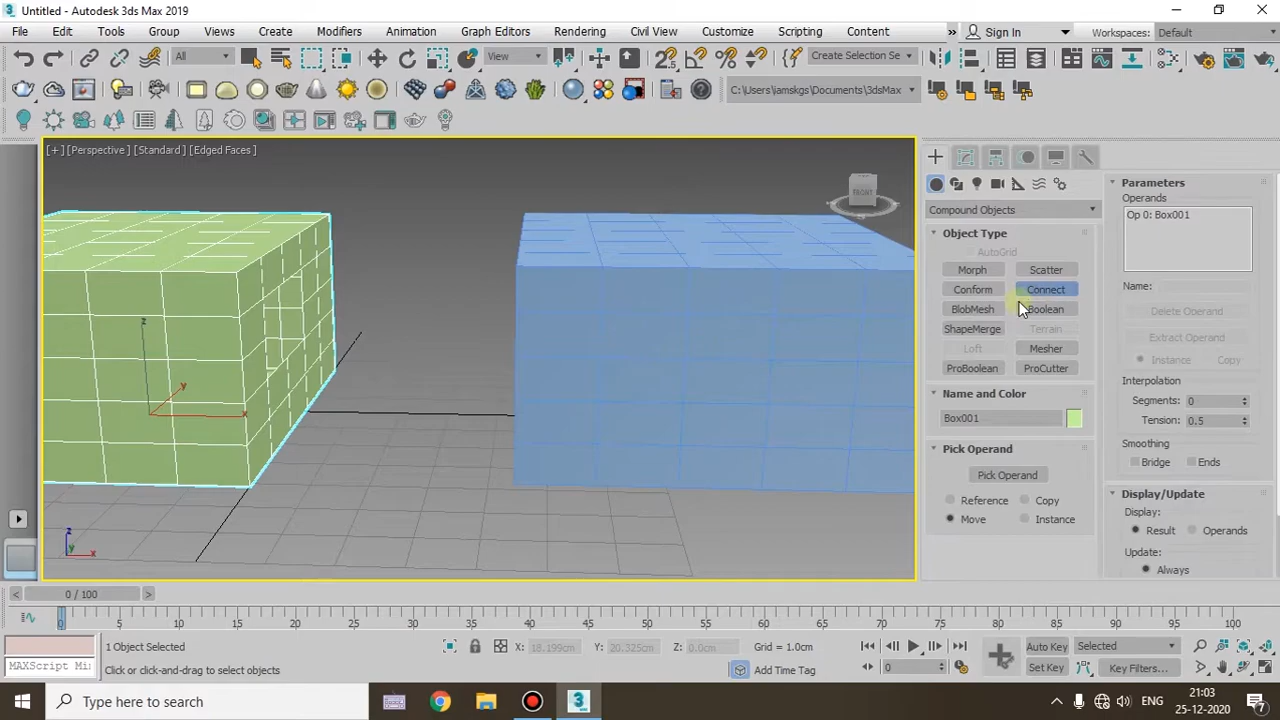 Untitled - Autodesk 3ds Max 2019
File Edit Tools Group Views Create Modifiers Animation Graph Editors Rendering Civil View Customize Scripting Content Sign In Workspaces: Default
All View Create Selection Se
C:\Users\iamskgs\Documents\3dsMax
[+] [Perspective] [Standard] [Edged Faces]
FRONT
Compound Objects
Object Type
AutoGrid
Morph Scatter
Conform Connect
BlobMesh Boolean
ShapeMerge Terrain
Loft Mesher
ProBoolean ProCutter
Name and Color
Box001
Pick Operand
Pick Operand
Reference Copy
Move Instance
Parameters
Operands
Op 0: Box001
Name:
Delete Operand
Extract Operand
Instance Copy
Interpolation
Segments: 0
Tension: 0.5
Smoothing
Bridge Ends
Display/Update
Display:
Result Operands
Update:
Always
z
y
x
z
y
x
0 / 100
0 5 10 15 20 25 30 35 40 45 50 55 60 65 70 75 80 85 90 95 100
1 Object Selected X: 18.199cm Y: 20.325cm Z: 0.0cm Grid = 1.0cm Auto Key Selected
MAXScript Mi Click or click-and-drag to select objects Add Time Tag 0 Set Key Key Filters...
Type here to search
ENG
21:03
25-12-2020
7